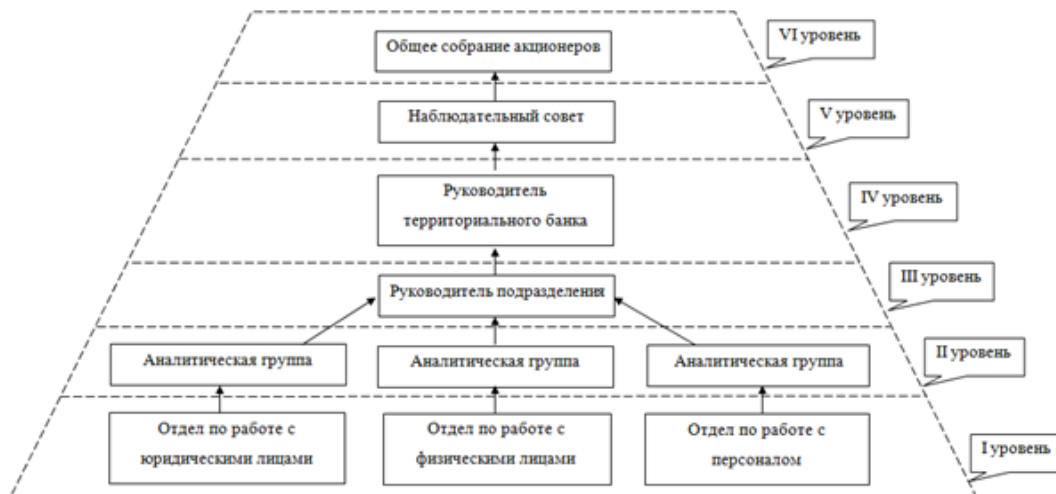 Общее собрание акционеров
VI уровень
Наблюдательный совет
V уровень
Руководитель
территориального банка
IV уровень
Руководитель подразделения
III уровень
Аналитическая группа
Аналитическая группа
Аналитическая группа
II уровень
Отдел по работе с
юридическими лицами
Отдел по работе с
физическими лицами
Отдел по работе с
персоналом
I уровень